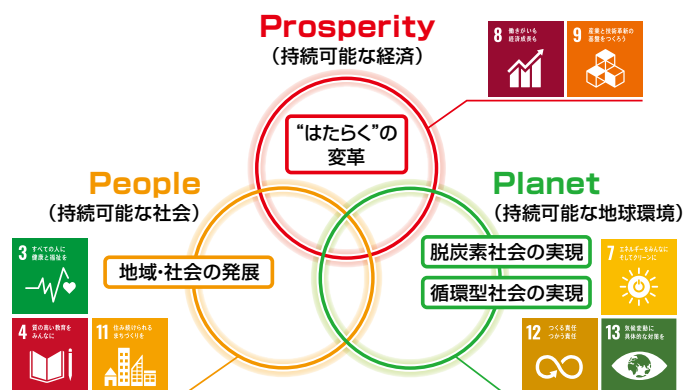 Prosperity
(持続可能な経済)
8 働きがいも
経済成長も
9 産業と技術革新の
基盤をつくろう
“はたらく”の
変革
People
(持続可能な社会)
Planet
(持続可能な地球環境)
3 すべての人に
健康と福祉を
地域・社会の発展
脱炭素社会の実現
循環型社会の実現
7 エネルギーをみんなに
そしてクリーンに
4 質の高い教育を
みんなに
11 住み続けられる
まちづくりを
12 つくる責任
つかう責任
13 気候変動に
具体的な対策を